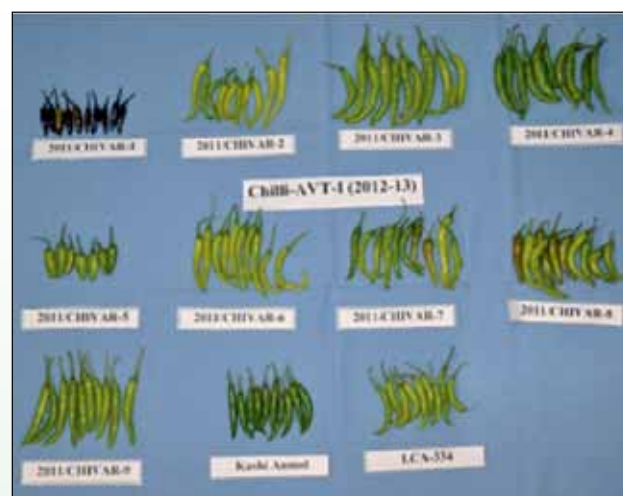 2011/CHIVAR-1
2011/CHIVAR-2
2011/CHIVAR-3
2011/CHIVAR-4
Chilli-AVT-I (2012-13)
2011/CHIVAR-5
2011/CHIVAR-6
2011/CHIVAR-7
2011/CHIVAR-8
2011/CHIVAR-9
Kashi Anmol
LCA-334